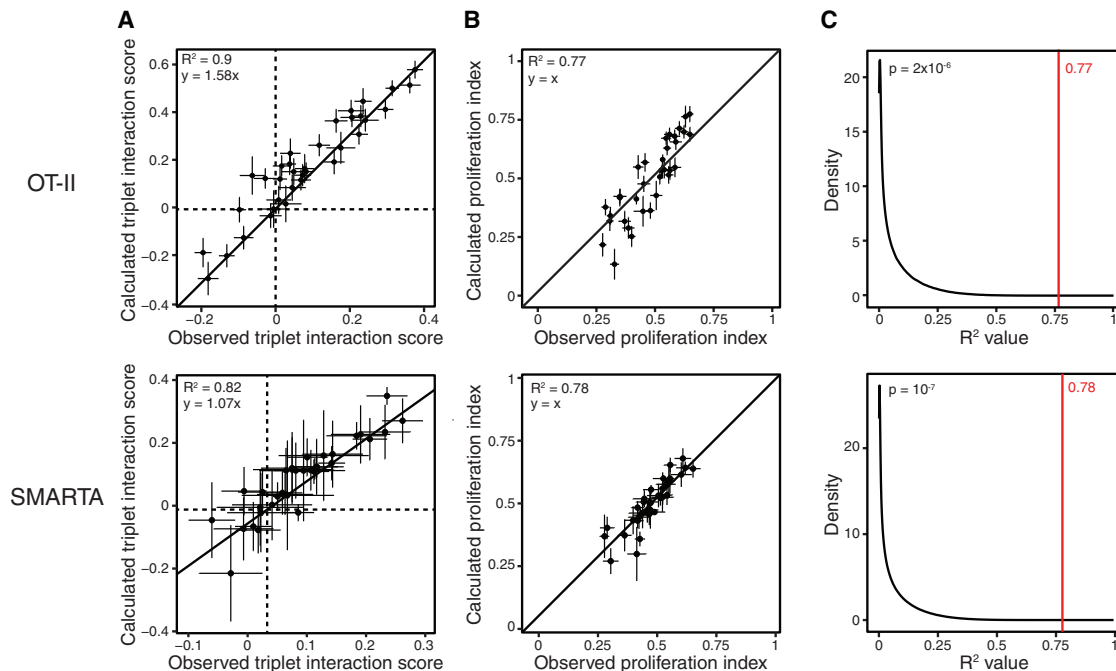 A
B
C
OT-II
Calculated triplet interaction score
0.6
0.4
0.2
0
−0.2
−0.4
R² = 0.9
y = 1.58x
−0.2
0
0.2
0.4
Observed triplet interaction score
Calculated proliferation index
1
0.75
0.5
0.25
0
R² = 0.77
y = x
0
0.25
0.5
0.75
1
Observed proliferation index
Density
20
15
10
5
0
p = 2x10⁻⁶
0.77
0
0.25
0.5
0.75
1
R² value
SMARTA
Calculated triplet interaction score
0.4
0.2
0
−0.2
−0.4
R² = 0.82
y = 1.07x
−0.1
0
0.1
0.2
0.3
Observed triplet interaction score
Calculated proliferation index
1
0.75
0.5
0.25
0
R² = 0.78
y = x
0
0.25
0.5
0.75
1
Observed proliferation index
Density
20
10
0
p = 10⁻⁷
0.78
0
0.25
0.5
0.75
1
R² value